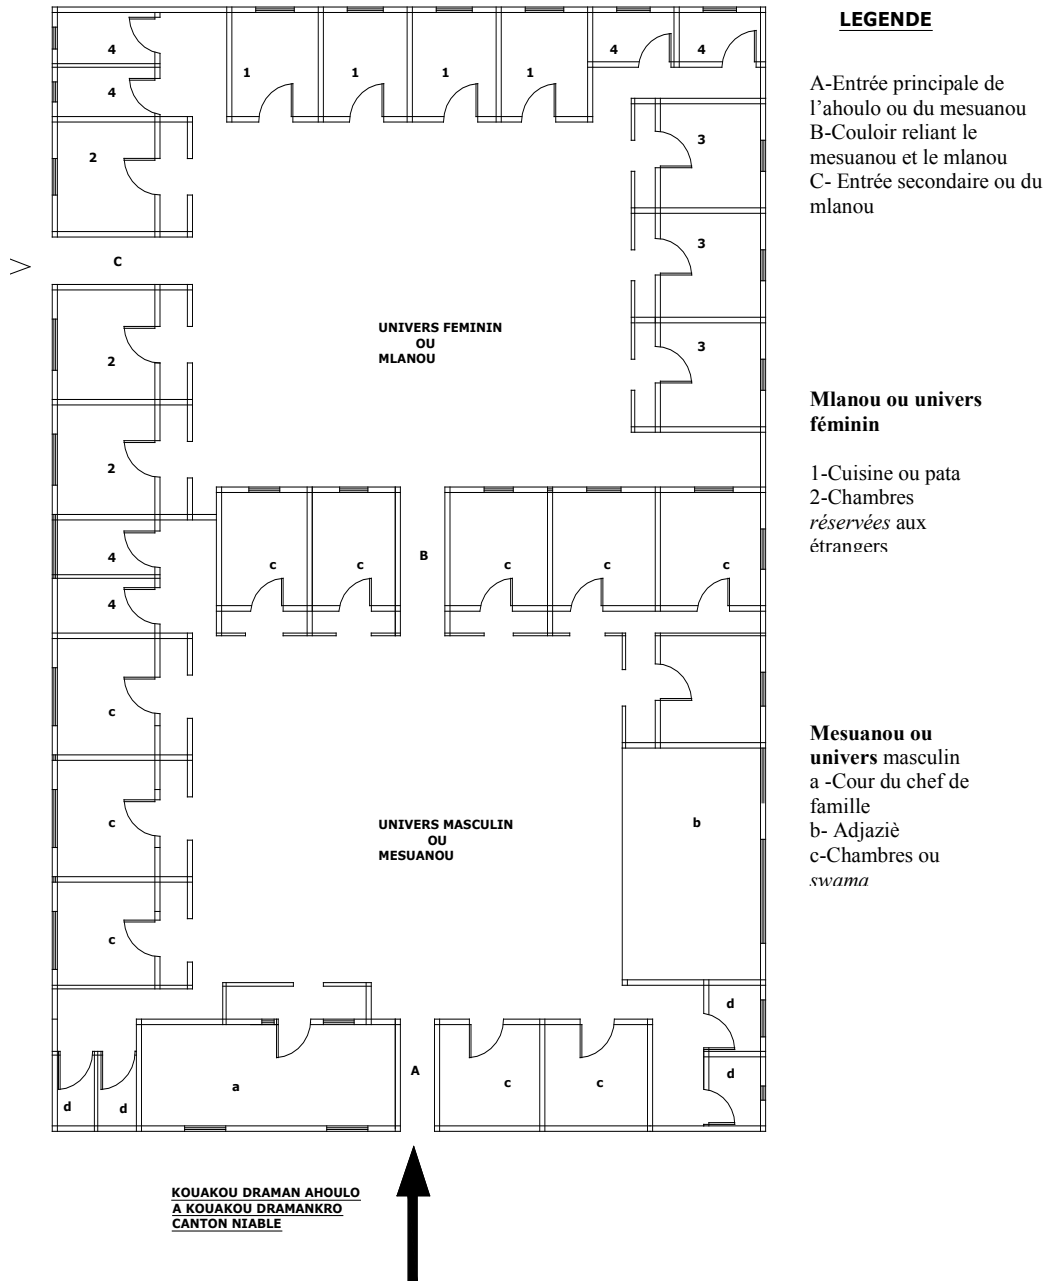 LEGENDE
A-Entrée principale de
l'ahoulo ou du mesuanou
B-Couloir reliant le
mesuanou et le mlanou
C- Entrée secondaire ou du
mlanou
Mlanou ou univers
féminin
1-Cuisine ou pata
2-Chambres
réservées aux
étrangers
Mesuanou ou
univers masculin
a -Cour du chef de
famille
b- Adjaziè
c-Chambres ou
swama
4
4
1
1
1
1
4
4
2
3
C
3
UNIVERS FEMININ
OU
MLANOU
3
2
2
4
4
c
c
B
c
c
c
c
c
c
UNIVERS MASCULIN
OU
MESUANOU
b
a
A
c
c
d
d
d
d
KOUAKOU DRAMAN AHOULO
A KOUAKOU DRAMANKRO
CANTON NIABLE